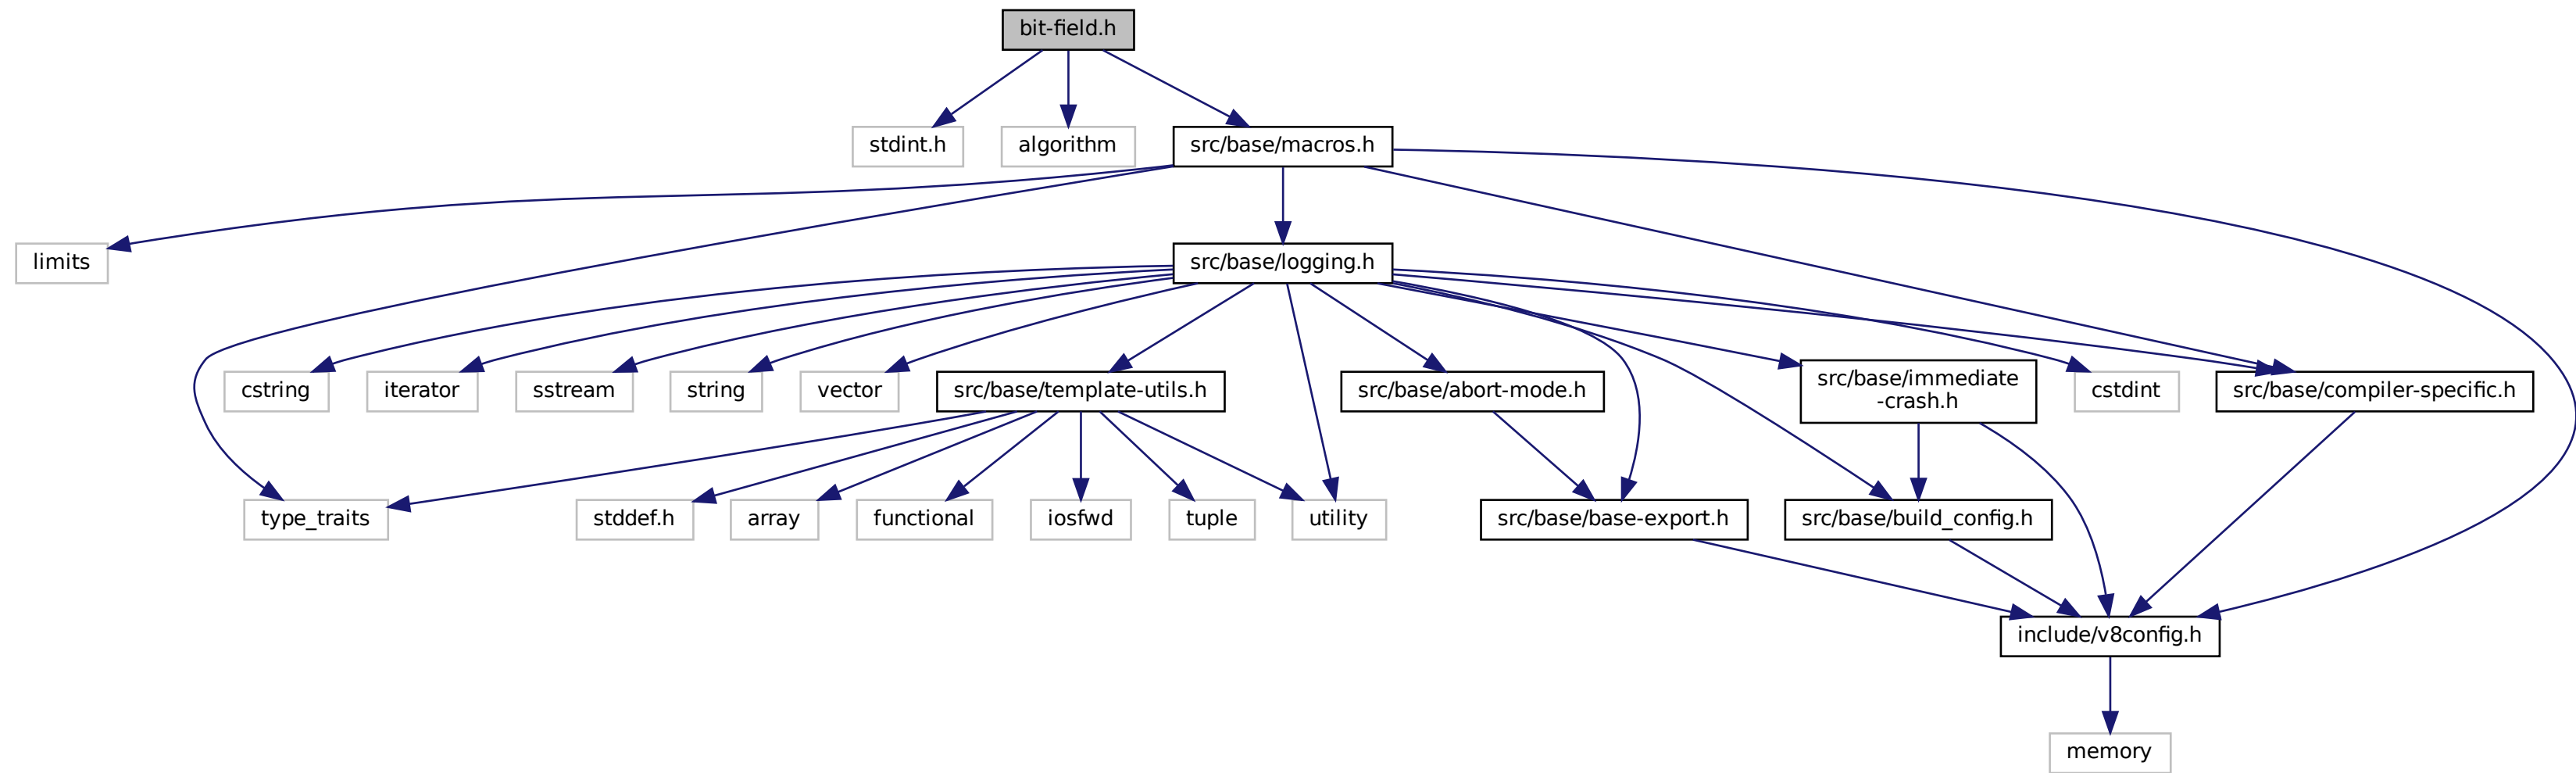 bit-field.h
stdint.h
algorithm
src/base/macros.h
limits
src/base/logging.h
cstring
iterator
sstream
string
vector
src/base/template-utils.h
src/base/abort-mode.h
src/base/immediate
-crash.h
cstdint
src/base/compiler-specific.h
type_traits
stddef.h
array
functional
iosfwd
tuple
utility
src/base/base-export.h
src/base/build_config.h
include/v8config.h
memory